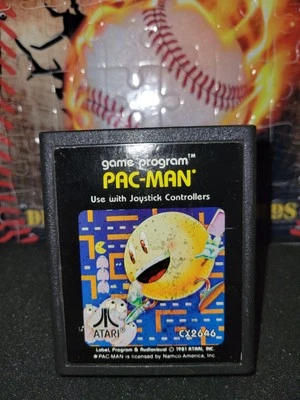 game program™
PAC-MAN*
Use with Joystick Controllers
ATARI®
CX2646
Label, Program & Audiovisual © 1981 ATARI, INC.
* PAC-MAN is licensed by Namco-America, Inc.